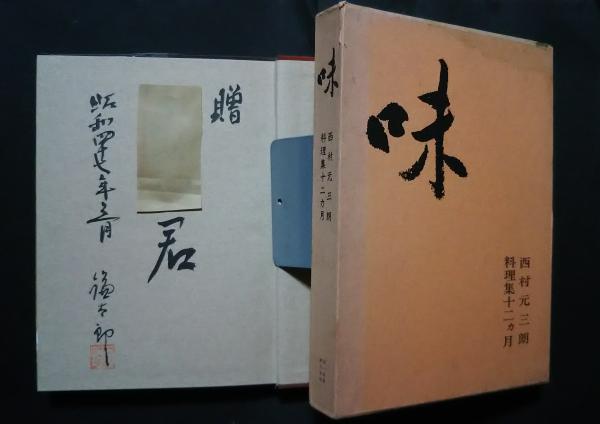 味
西村元三朗
料理集十二カ月
味
西村元三朗
料理集十二カ月
贈
君
昭和四十七年三月